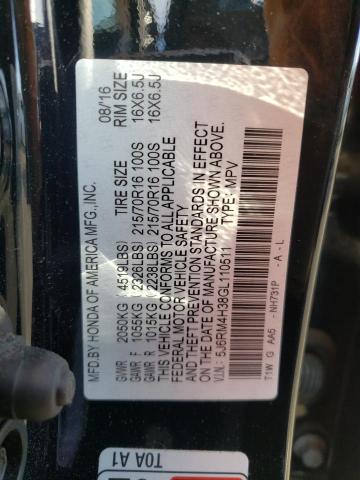 MFD.BY HONDA OF AMERICA MFG.,INC. 08/16
TIRE SIZE RIM SIZE
GVWR 2050KG ( 4519LBS)
GAWR F 1055KG ( 2326LBS) 215/70R16 100S 16X6.5J
GAWR R 1015KG ( 2238LBS) 215/70R16 100S 16X6.5J
THIS VEHICLE CONFORMS TO ALL APPLICABLE
FEDERAL MOTOR VEHICLE SAFETY
AND THEFT PREVENTION STANDARDS IN EFFECT
ON THE DATE OF MANUFACTURE SHOWN ABOVE.
V.I.N.: 5J6RM4H38GL110511 TYPE: MPV
T1W G AA5 NH731P - A - L
T0A A1